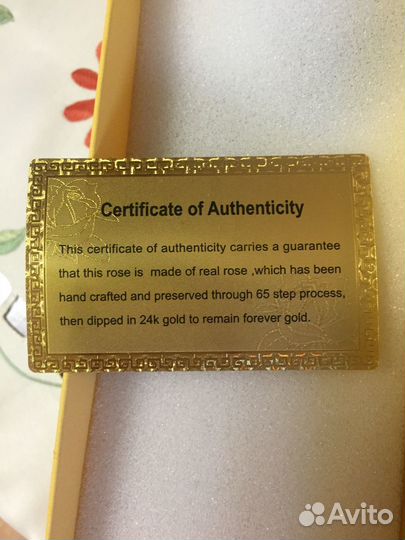 Certificate of Authenticity
This certificate of authenticity carries a guarantee
that this rose is made of real rose ,which has been
hand crafted and preserved through 65 step process,
then dipped in 24k gold to remain forever gold.
Avito